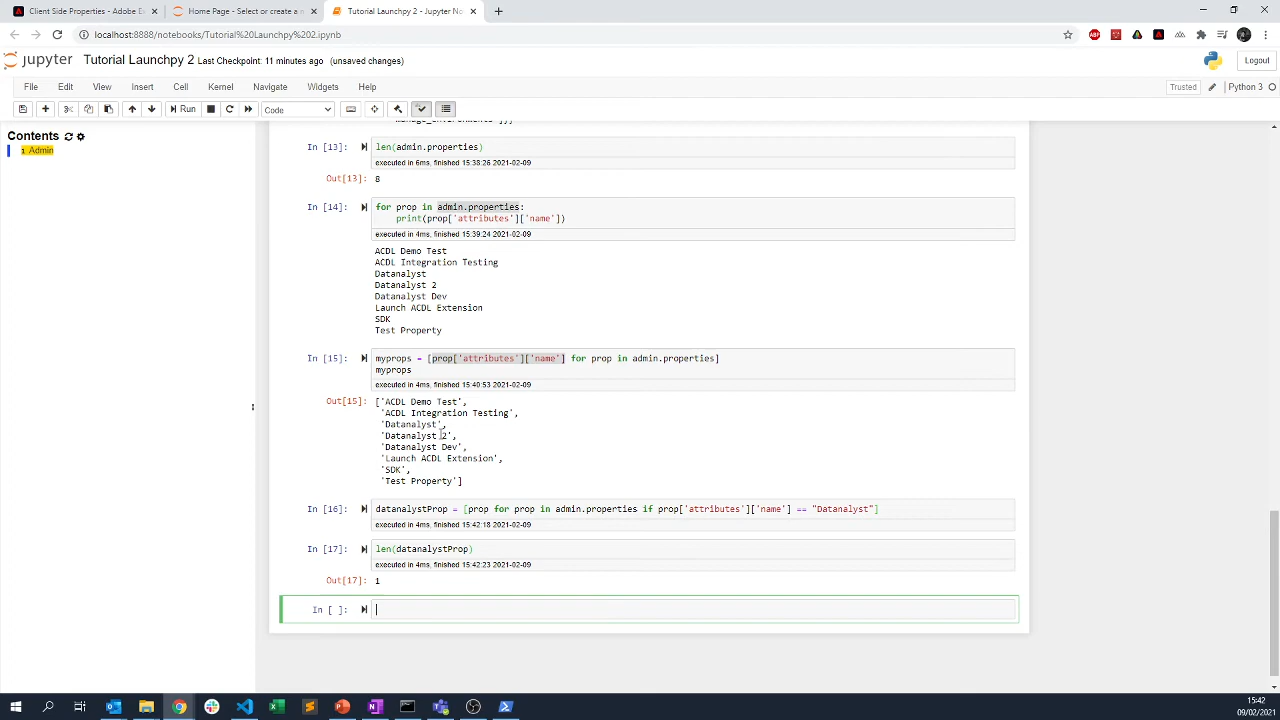 Client Side Properties - Adobe E
Home Page - Select or create a n
Tutorial Launchpy 2 - Jupyter No
localhost:8888/notebooks/Tutorial%20Launchpy%202.ipynb
jupyter Tutorial Launchpy 2 Last Checkpoint: 11 minutes ago (unsaved changes) Logout
File Edit View Insert Cell Kernel Navigate Widgets Help Trusted Python 3
Run Code
Contents
1 Admin
In [13]: len(admin.properties)
executed in 6ms, finished 15:38:26 2021-02-09
Out[13]: 8
In [14]: for prop in admin.properties:
print(prop['attributes']['name'])
executed in 4ms, finished 15:39:24 2021-02-09
ACDL Demo Test
ACDL Integration Testing
Datanalyst
Datanalyst 2
Datanalyst Dev
Launch ACDL Extension
SDK
Test Property
In [15]: myprops = [prop['attributes']['name'] for prop in admin.properties]
myprops
executed in 4ms, finished 15:40:53 2021-02-09
Out[15]: ['ACDL Demo Test',
'ACDL Integration Testing',
'Datanalyst',
'Datanalyst 2',
'Datanalyst Dev',
'Launch ACDL Extension',
'SDK',
'Test Property']
In [16]: datanalystProp = [prop for prop in admin.properties if prop['attributes']['name'] == "Datanalyst"]
executed in 4ms, finished 15:42:18 2021-02-09
In [17]: len(datanalystProp)
executed in 4ms, finished 15:42:23 2021-02-09
Out[17]: 1
In [ ]:
15:42
09/02/2021